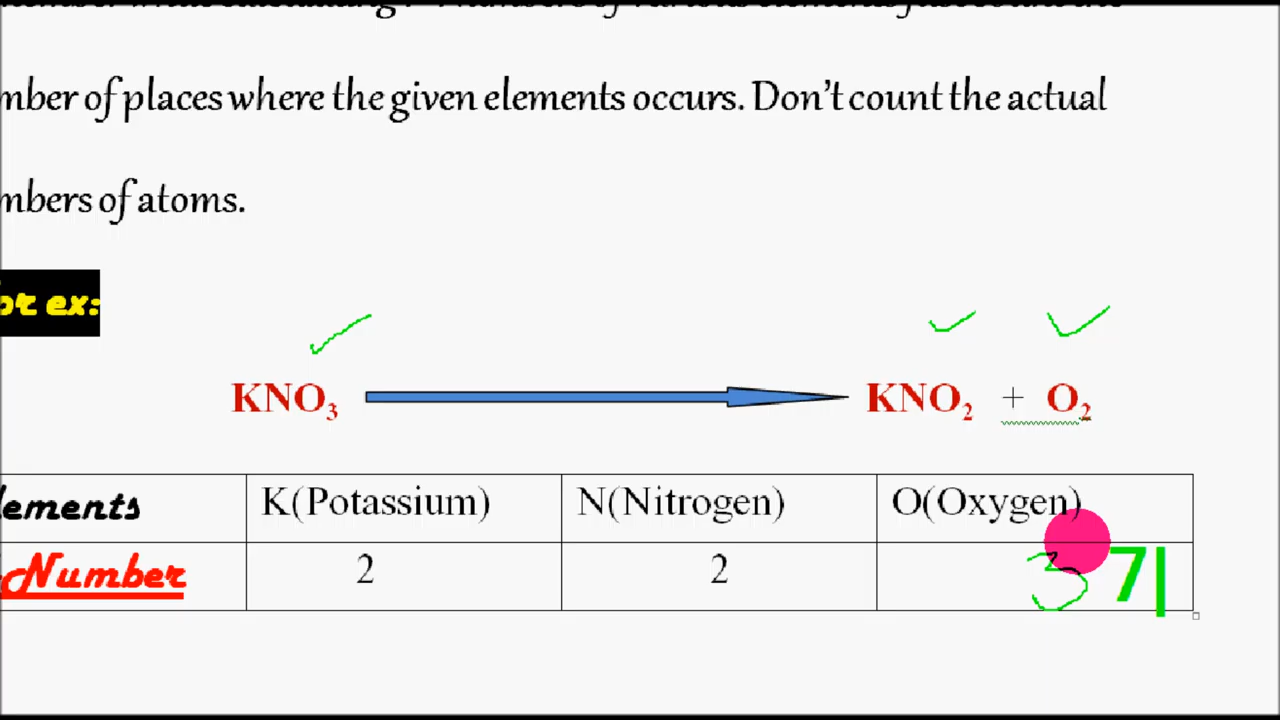 mber of places where the given elements occurs. Don't count the actual
mbers of atoms.
or ex:
KNO₃ KNO₂ + O₂
lements K(Potassium) N(Nitrogen) O(Oxygen)
Number 2 2 3 7